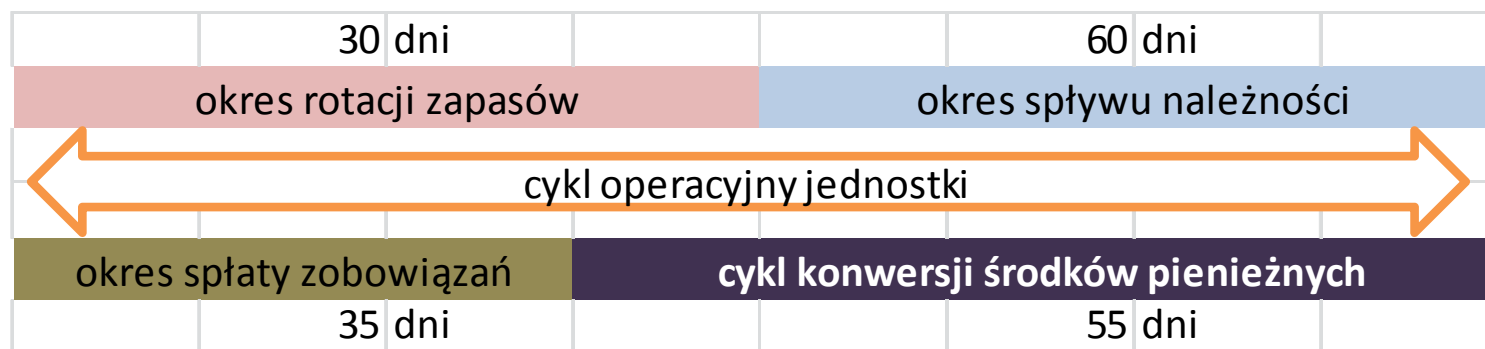 30 dni 60 dni
okres rotacji zapasów okres spływu należności
cykl operacyjny jednostki
okres spłaty zobowiązań cykl konwersji środków pieniężnych
35 dni 55 dni